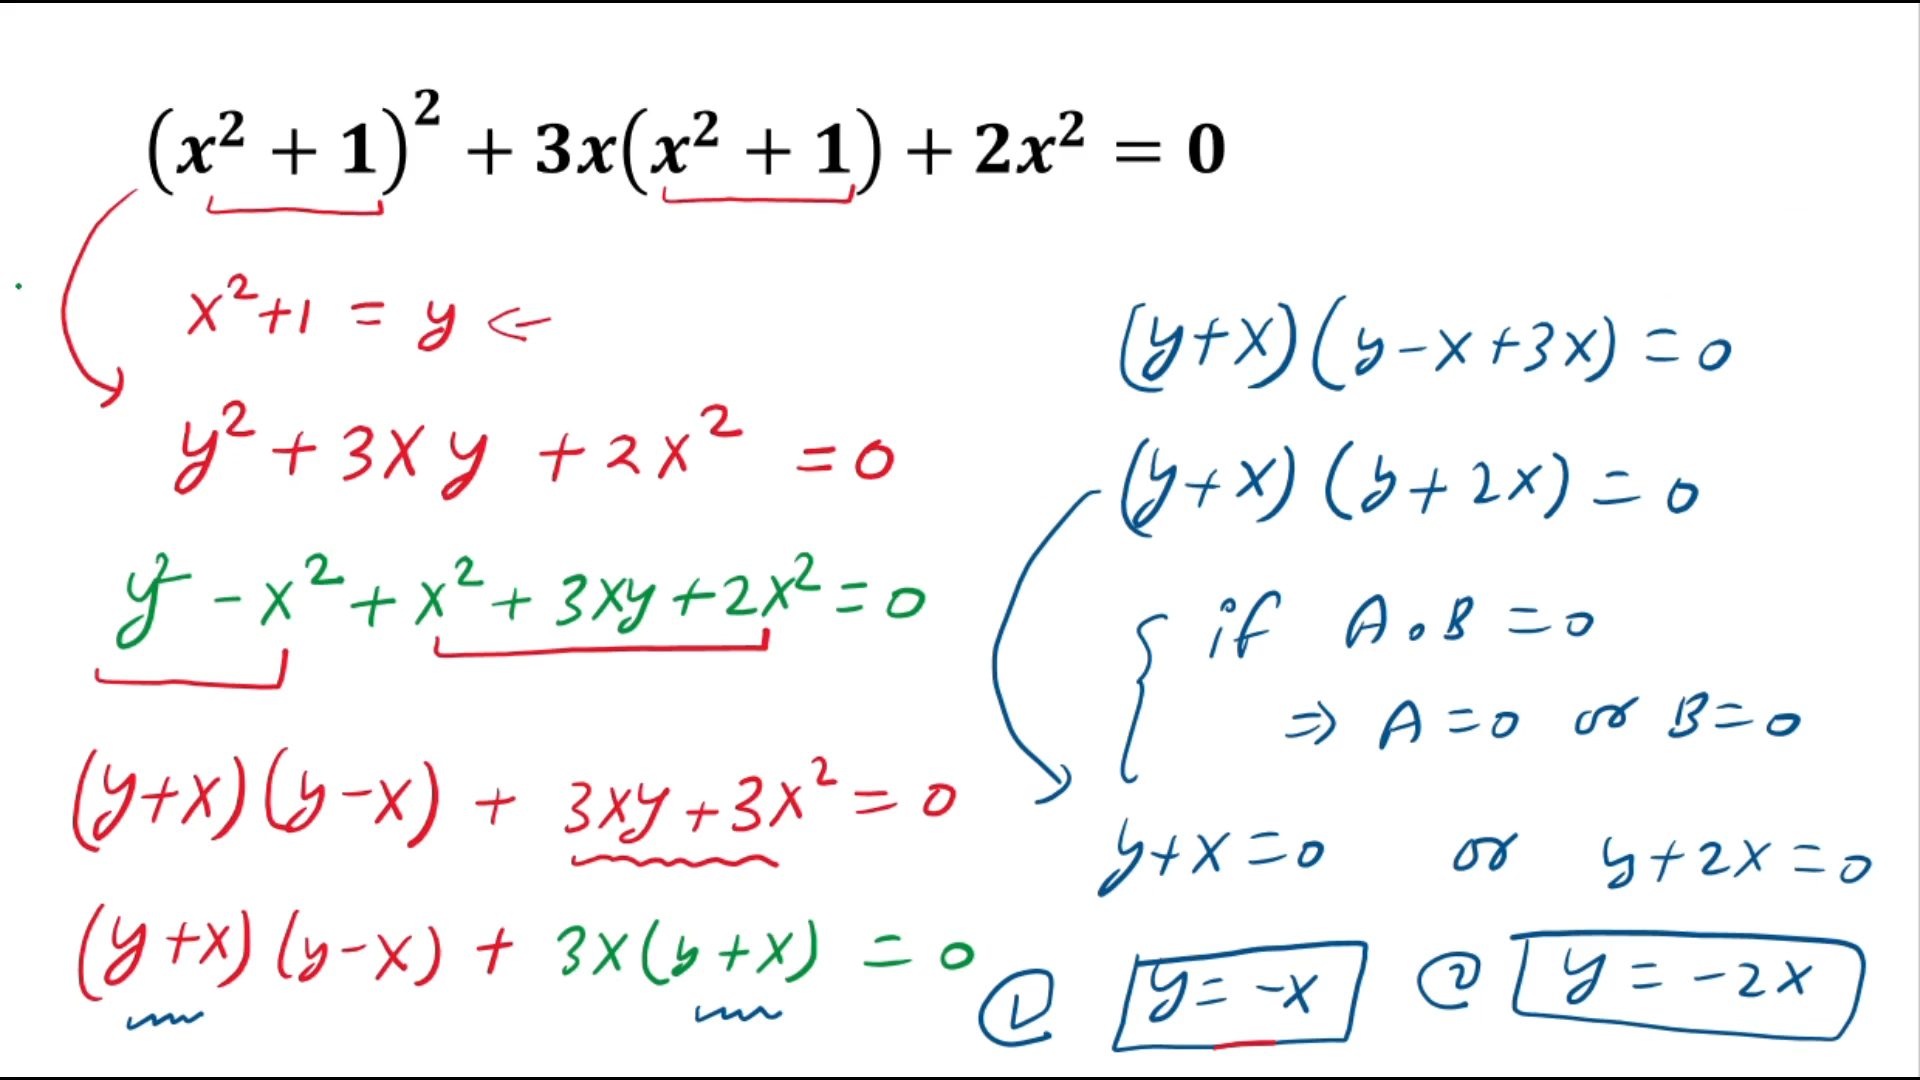 (x² + 1)² + 3x(x² + 1) + 2x² = 0
x²+1 = y ←
y² + 3xy + 2x² = 0
y² - x² + x² + 3xy + 2x² = 0
(y+x)(y-x) + 3xy + 3x² = 0
(y+x)(y-x) + 3x(y+x) = 0
(y+x)(y-x+3x) = 0
(y+x)(y+2x) = 0
{ if A.B = 0
⇒ A = 0 or B = 0
y+x = 0 or y+2x = 0
① y = -x ② y = -2x